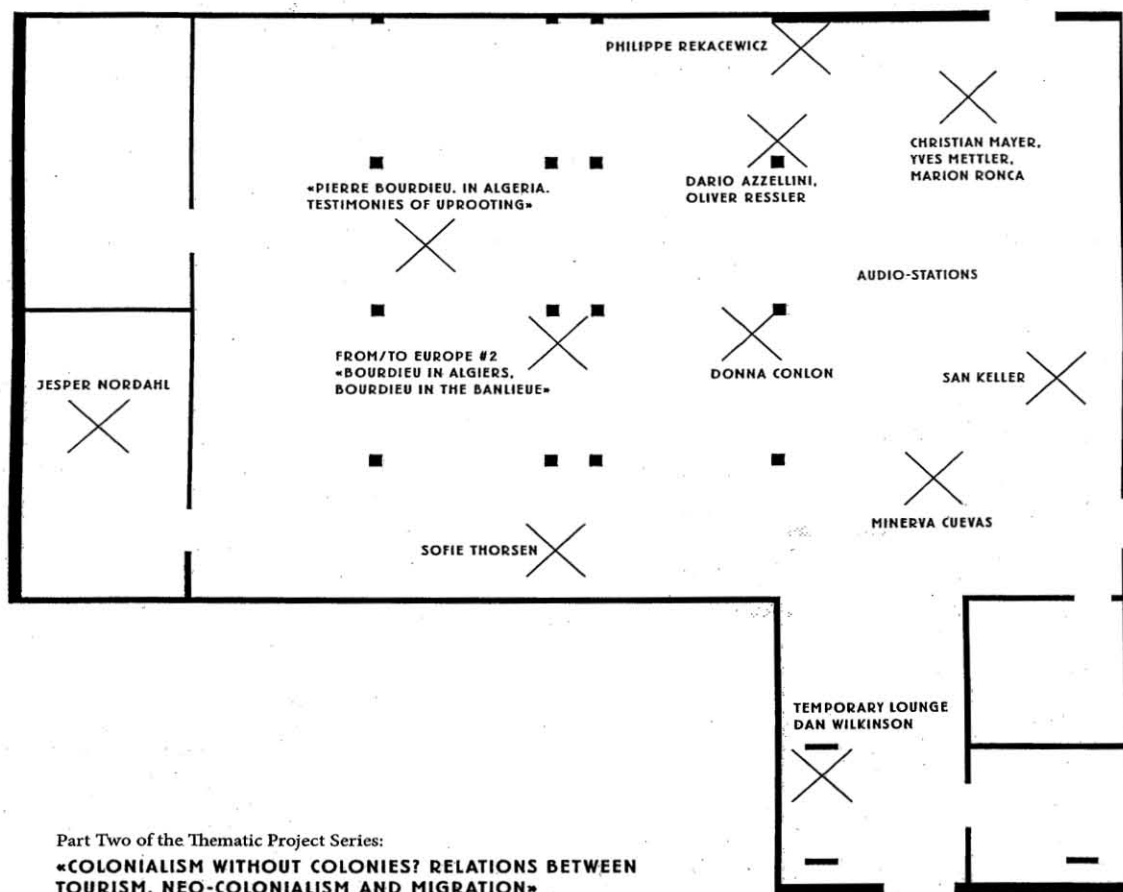 PHILIPPE REKACEWICZ
CHRISTIAN MAYER,
YVES METTLER,
MARION RONCA
«PIERRE BOURDIEU. IN ALGERIA.
TESTIMONIES OF UPROOTING»
DARIO AZZELLINI,
OLIVER RESSLER
AUDIO-STATIONS
FROM/TO EUROPE #2
«BOURDIEU IN ALGIERS,
BOURDIEU IN THE BANLIEUE»
DONNA CONLON
SAN KELLER
JESPER NORDAHL
MINERVA CUEVAS
SOFIE THORSEN
TEMPORARY LOUNGE
DAN WILKINSON
Part Two of the Thematic Project Series:
«COLONIALISM WITHOUT COLONIES? RELATIONS BETWEEN
TOURISM, NEO-COLONIALISM AND MIGRATION»